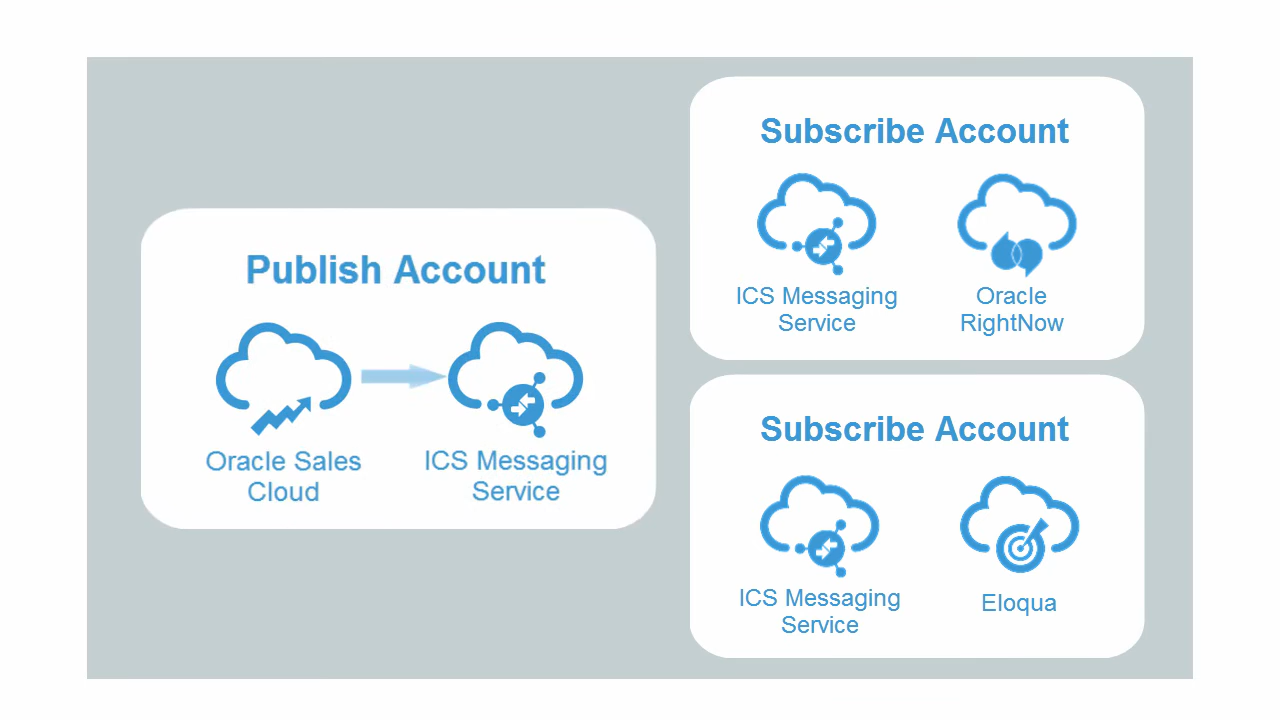 Publish Account
Oracle Sales
Cloud
ICS Messaging
Service
Subscribe Account
ICS Messaging
Service
Oracle
RightNow
Subscribe Account
ICS Messaging
Service
Eloqua